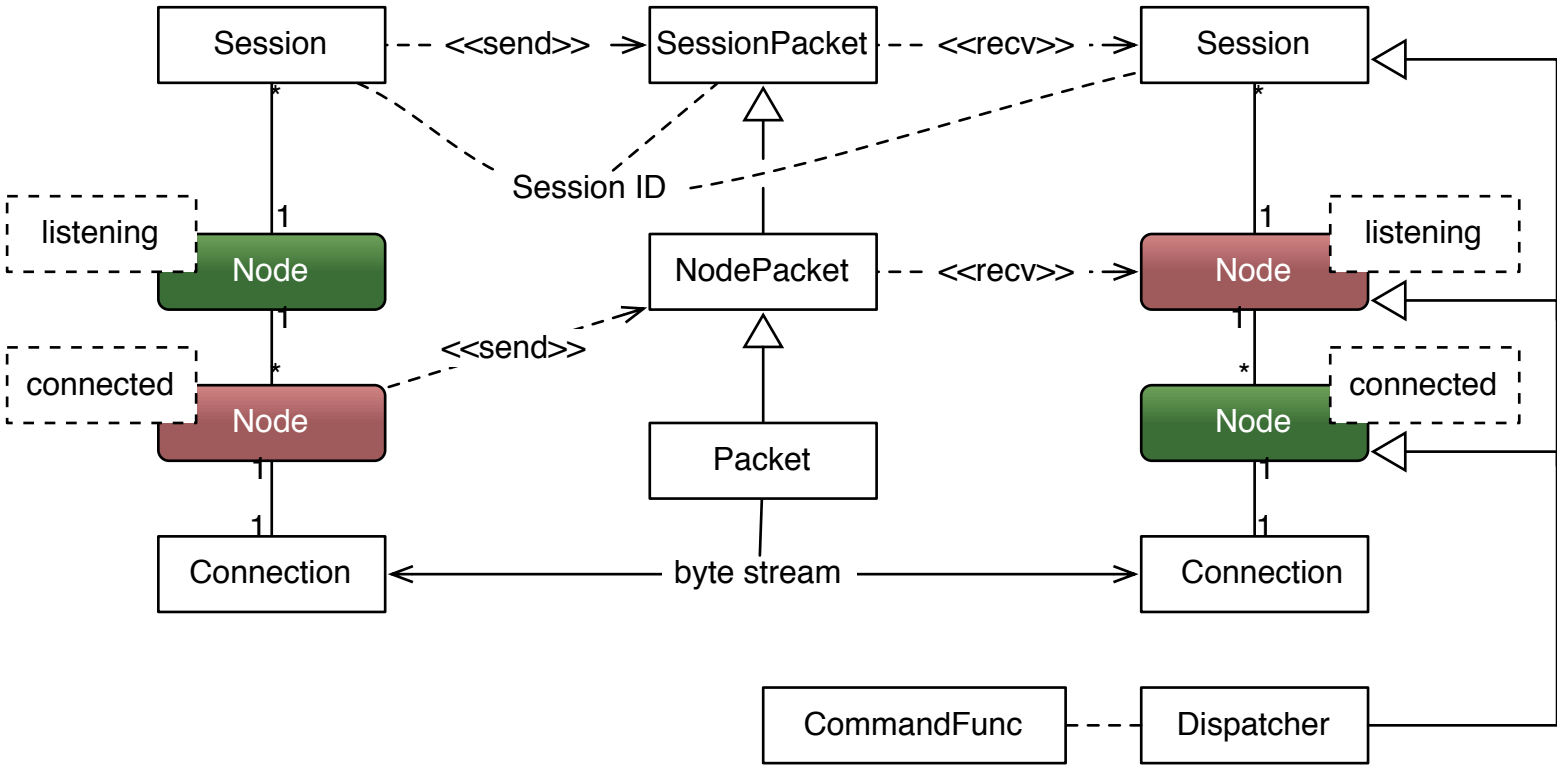 Session
<<send>>
SessionPacket
<<recv>>
Session
*
*
Session ID
1
1
listening
listening
Node
NodePacket
<<recv>>
Node
1
1
<<send>>
*
*
connected
connected
Node
Node
Packet
1
1
1
1
Connection
byte stream
Connection
CommandFunc
Dispatcher